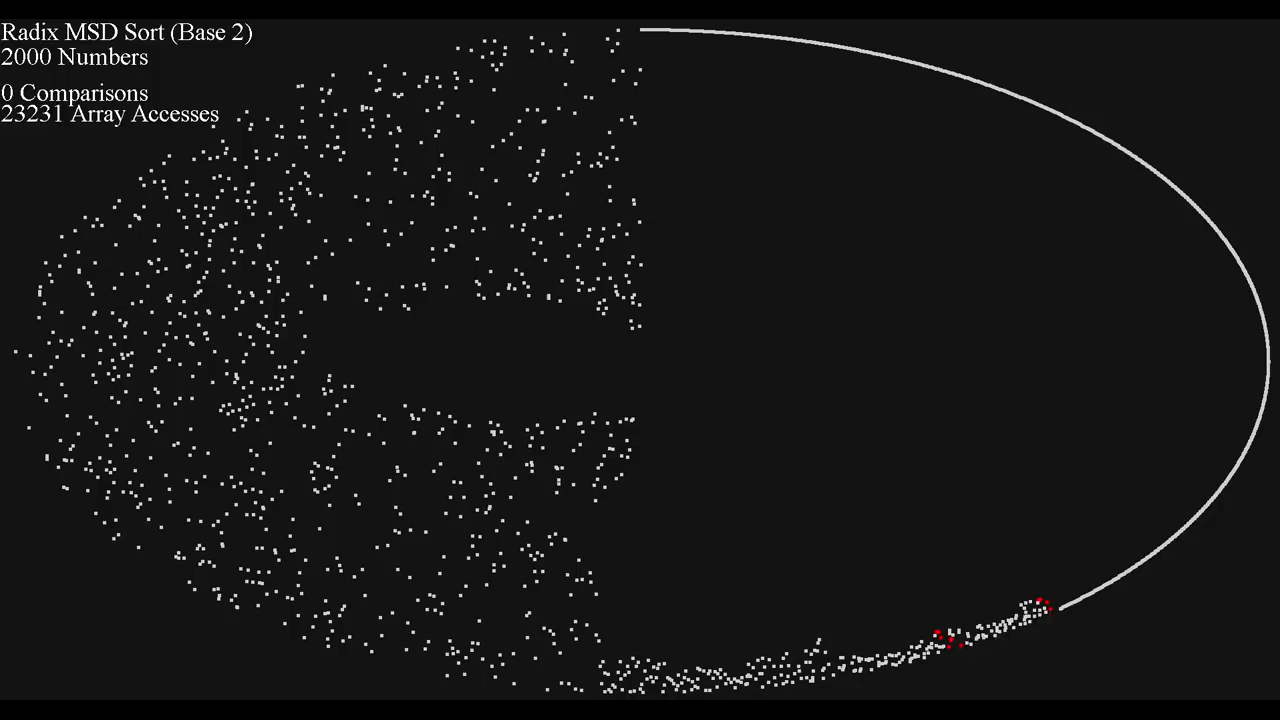 Radix MSD Sort (Base 2)
2000 Numbers
0 Comparisons
23231 Array Accesses